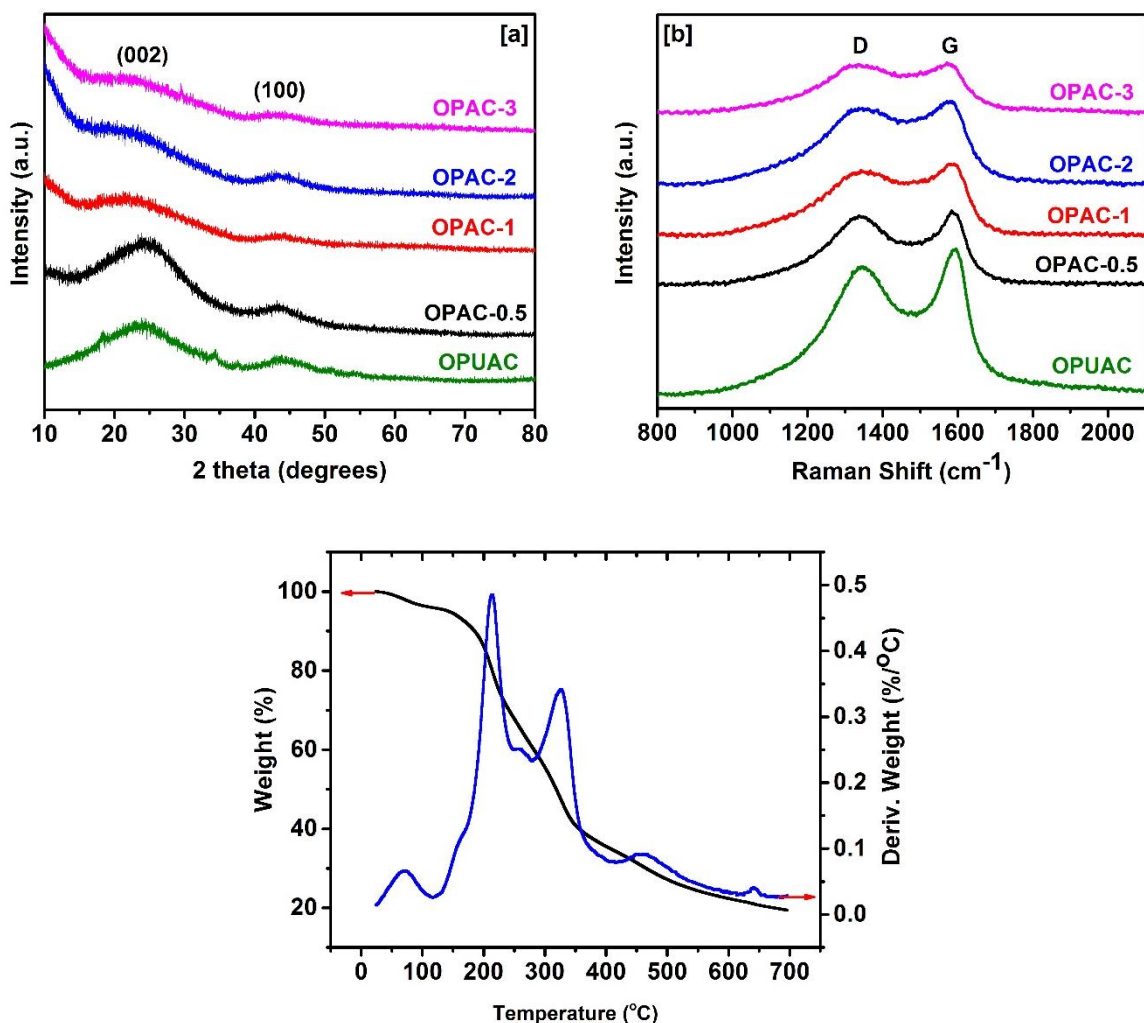 [a]
(002)
(100)
OPAC-3
OPAC-2
OPAC-1
OPAC-0.5
OPUAC
Intensity (a.u.)
10 20 30 40 50 60 70 80
2 theta (degrees)
[b]
D G
OPAC-3
OPAC-2
OPAC-1
OPAC-0.5
OPUAC
Intensity (a.u.)
800 1000 1200 1400 1600 1800 2000
Raman Shift (cm⁻¹)
100
80
60
40
20
Weight (%)
0.5
0.4
0.3
0.2
0.1
0.0
Deriv. Weight (%/°C)
0 100 200 300 400 500 600 700
Temperature (°C)